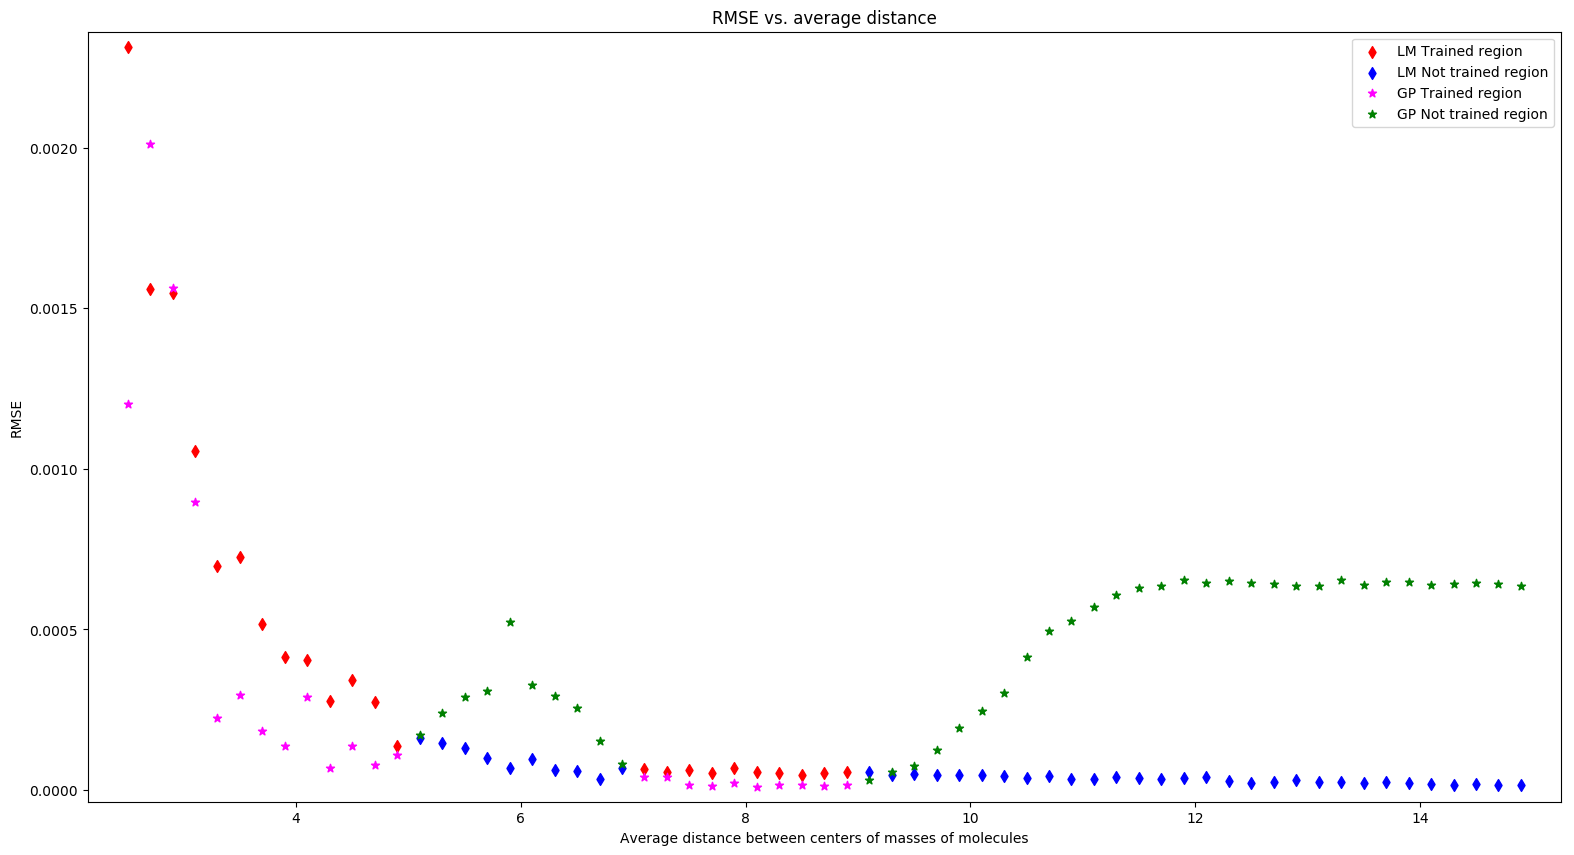 RMSE vs. average distance
LM Trained region
LM Not trained region
GP Trained region
GP Not trained region
0.0020
0.0015
0.0010
0.0005
0.0000
RMSE
4 6 8 10 12 14
Average distance between centers of masses of molecules